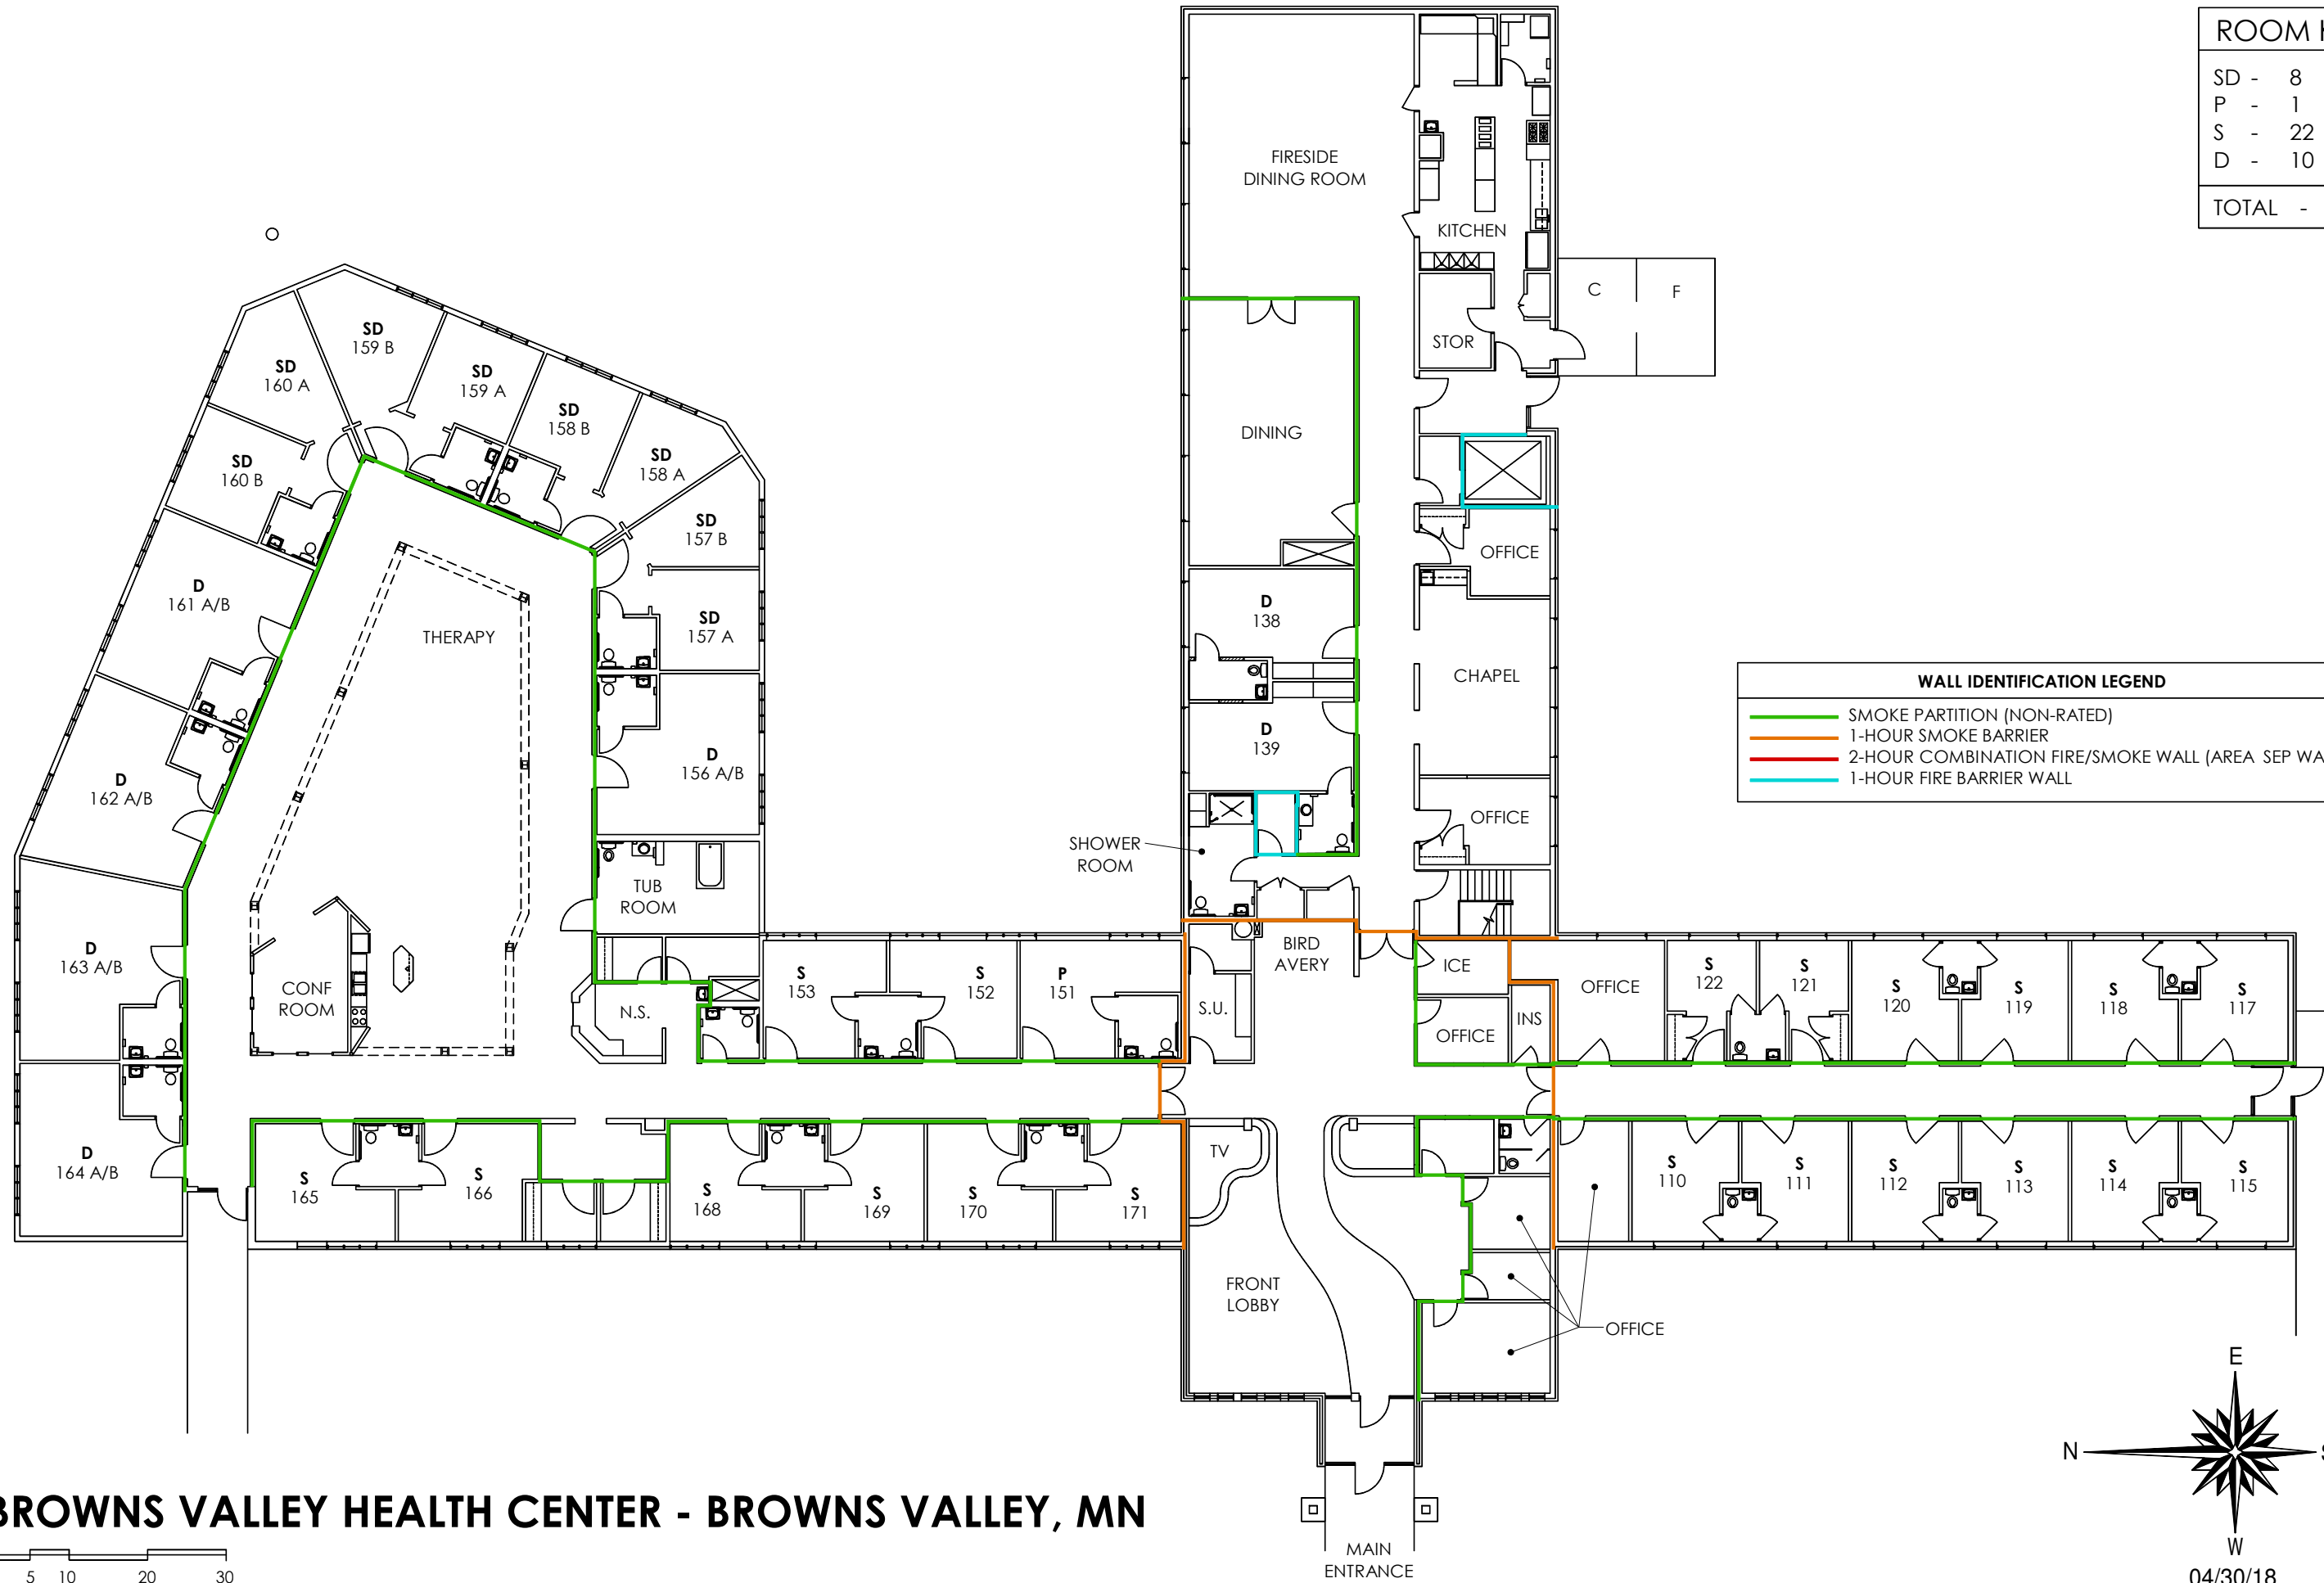 ROOM
SD - 8
P - 1
S - 22
D - 10
TOTAL -
FIRESIDE
DINING ROOM
KITCHEN
C
F
STOR
DINING
SD
159 B
SD
160 A
SD
159 A
SD
158 B
SD
160 B
SD
158 A
SD
157 B
D
161 A/B
SD
157 A
THERAPY
D
162 A/B
D
156 A/B
TUB
ROOM
D
163 A/B
CONF
ROOM
N.S.
D
164 A/B
OFFICE
D
138
CHAPEL
D
139
OFFICE
SHOWER
ROOM
WALL IDENTIFICATION LEGEND
SMOKE PARTITION (NON-RATED)
1-HOUR SMOKE BARRIER
2-HOUR COMBINATION FIRE/SMOKE WALL (AREA SEP WA
1-HOUR FIRE BARRIER WALL
S
153
S
152
P
151
S.U.
BIRD
AVERY
ICE
OFFICE
INS
OFFICE
S
122
S
121
S
120
S
119
S
118
S
117
S
165
S
166
S
168
S
169
S
170
S
171
TV
S
110
S
111
S
112
S
113
S
114
S
115
FRONT
LOBBY
OFFICE
E
N
W
04/30/18
BROWNS VALLEY HEALTH CENTER - BROWNS VALLEY, MN
5 10 20 30
MAIN
ENTRANCE